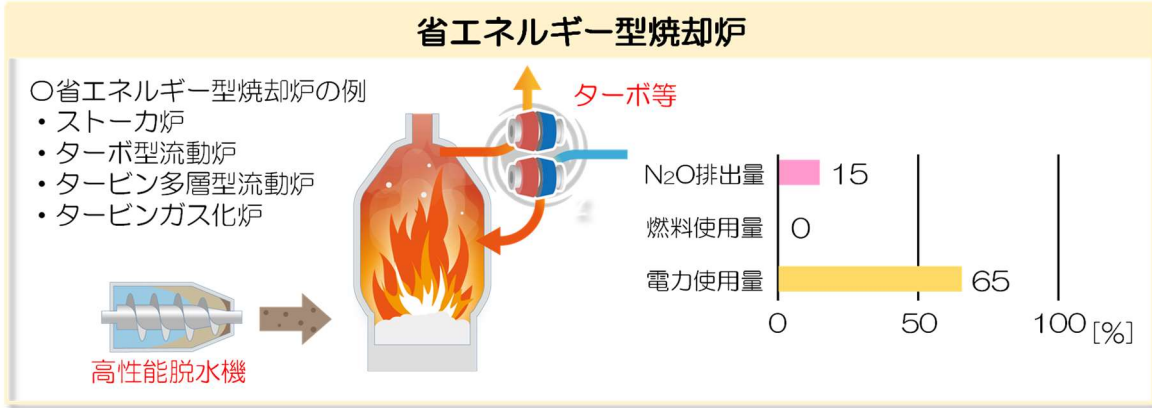 省エネルギー型焼却炉
〇省エネルギー型焼却炉の例
・ストーカ炉
・ターボ型流動炉
・タービン多層型流動炉
・タービンガス化炉
ターボ等
高性能脱水機
N₂O排出量 15
燃料使用量 0
電力使用量 65
0 50 100 [%]